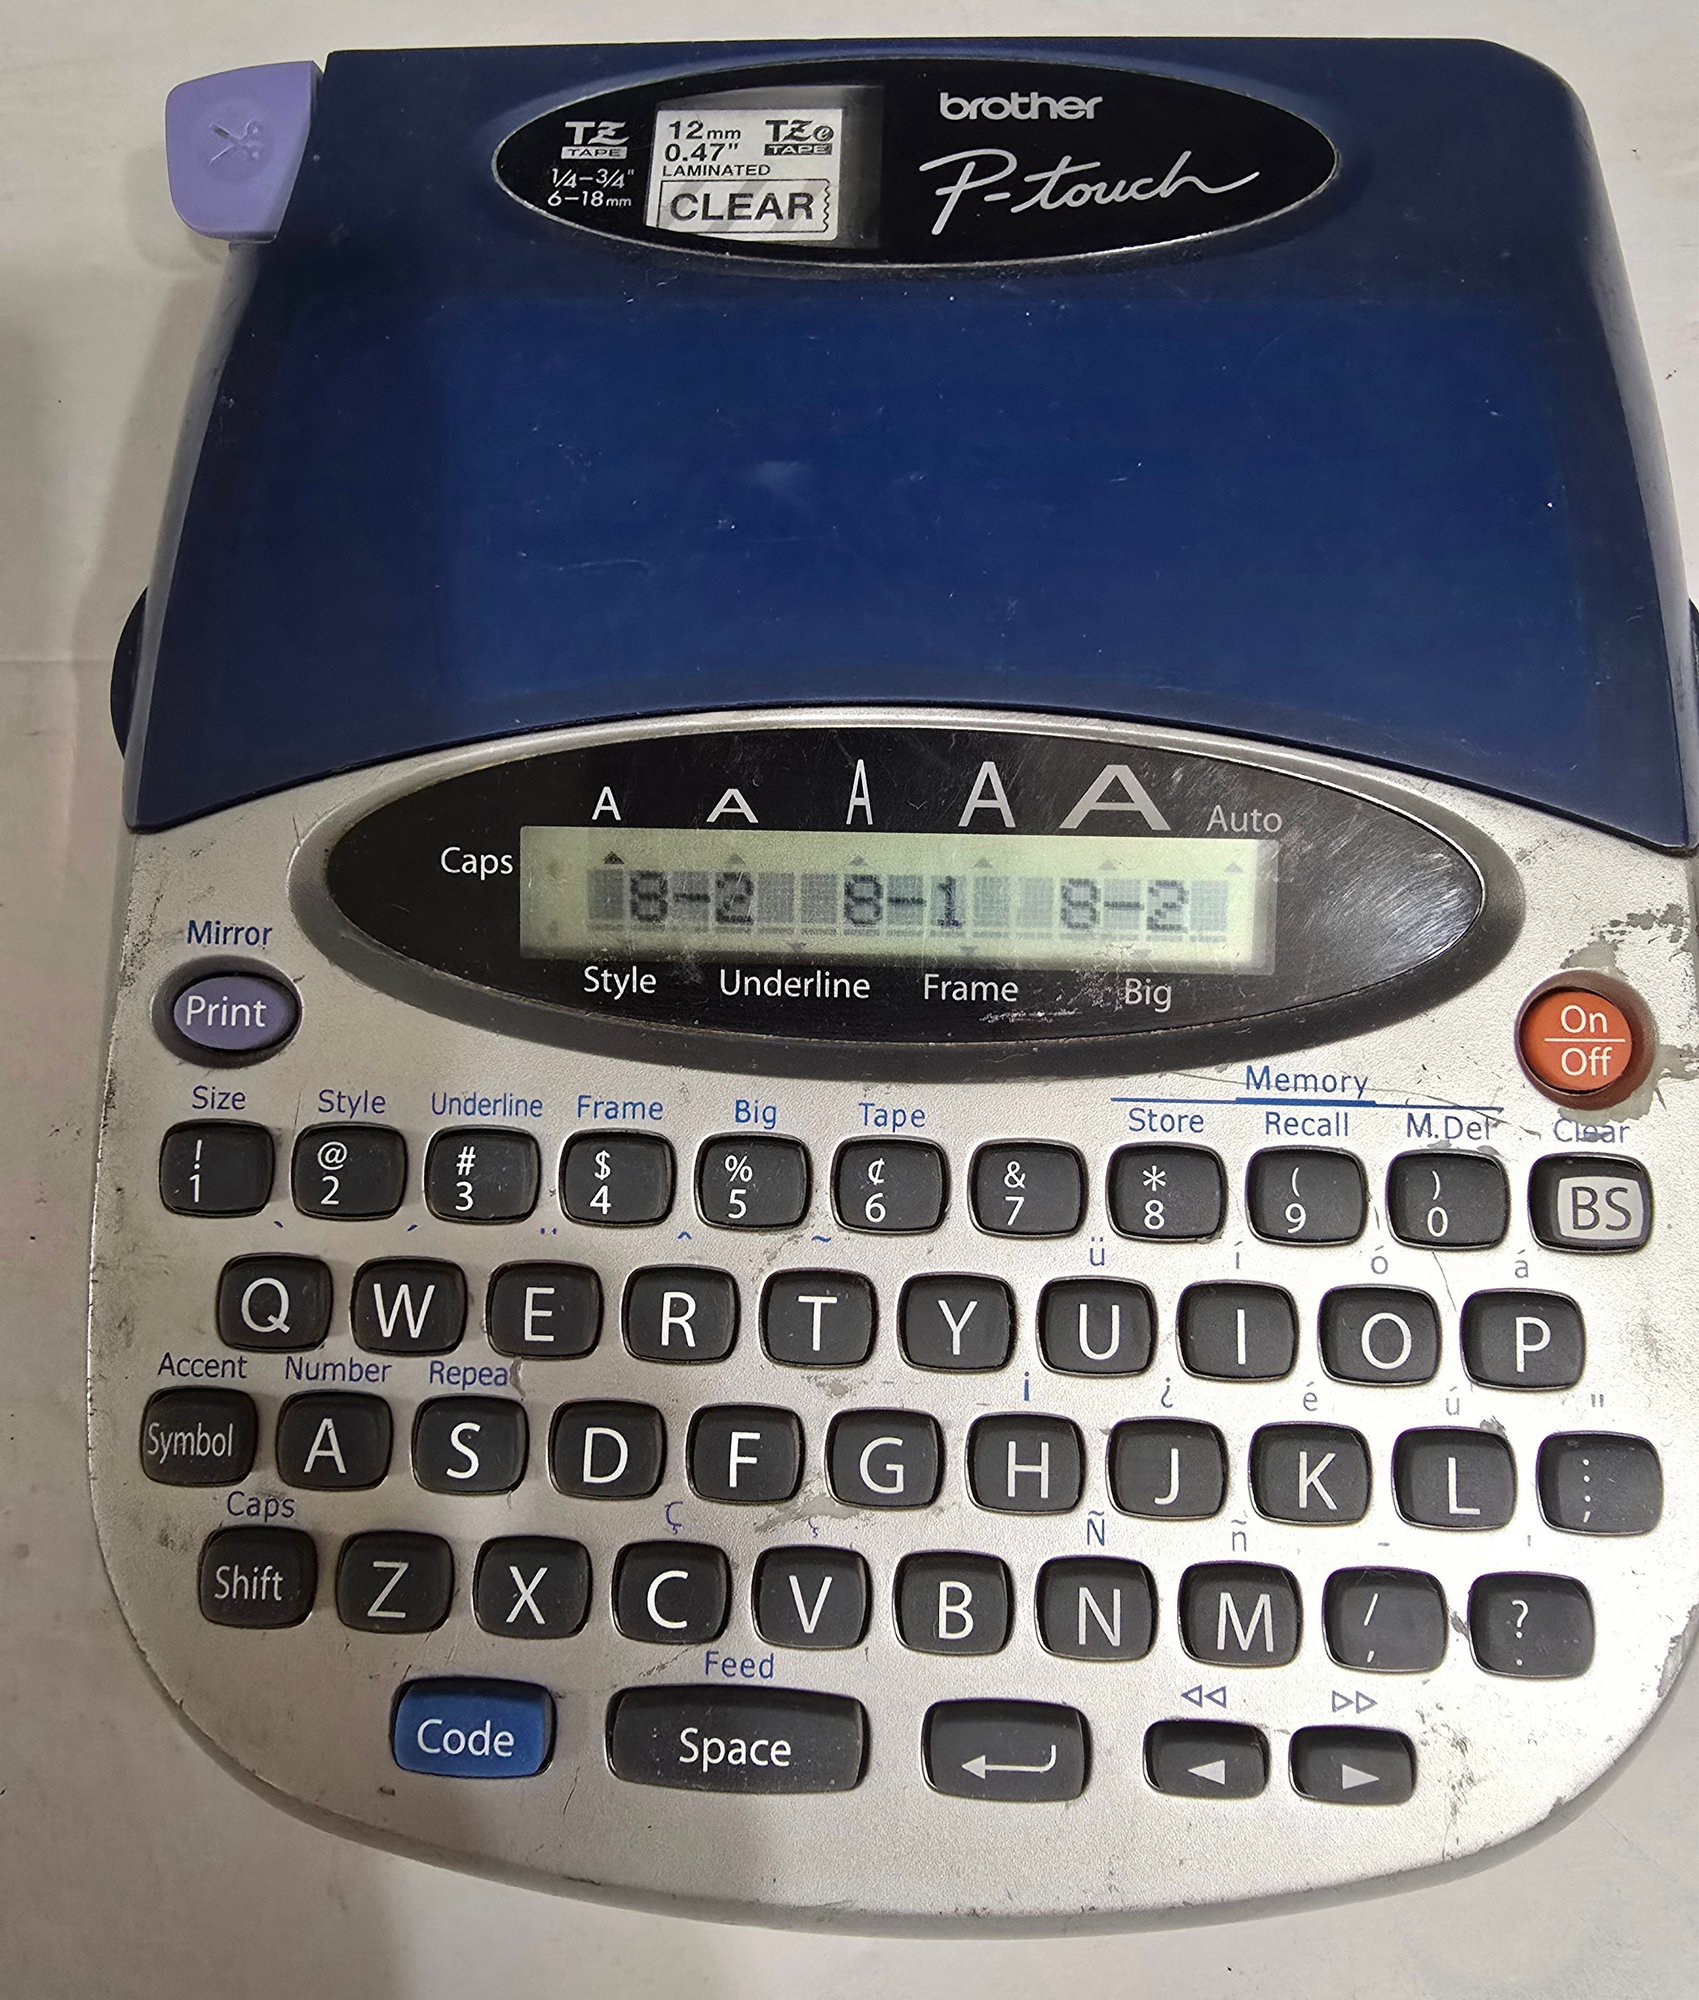 brother
P-touch
TZ
TAPE
1/4–3/4"
6–18mm
12mm
0.47"
TZe
TAPE
LAMINATED
CLEAR
A A A A A Auto
Caps
8-2 8-1 8-2
Style Underline Frame Big
Mirror
Print
On
Off
Memory
Size Style Underline Frame Big Tape Store Recall M.Del Clear
! @ # $ % ¢ & * ( )
1 2 3 4 5 6 7 8 9 0 BS
` ´ ¨ ^ ~ ü í ó á
Q W E R T Y U I O P
Accent Number Repea ¡ ¿ é ú "
Symbol A S D F G H J K L : ;
Caps Ç ç Ñ ñ - '
Shift Z X C V B N M / , ? .
Feed
Code Space